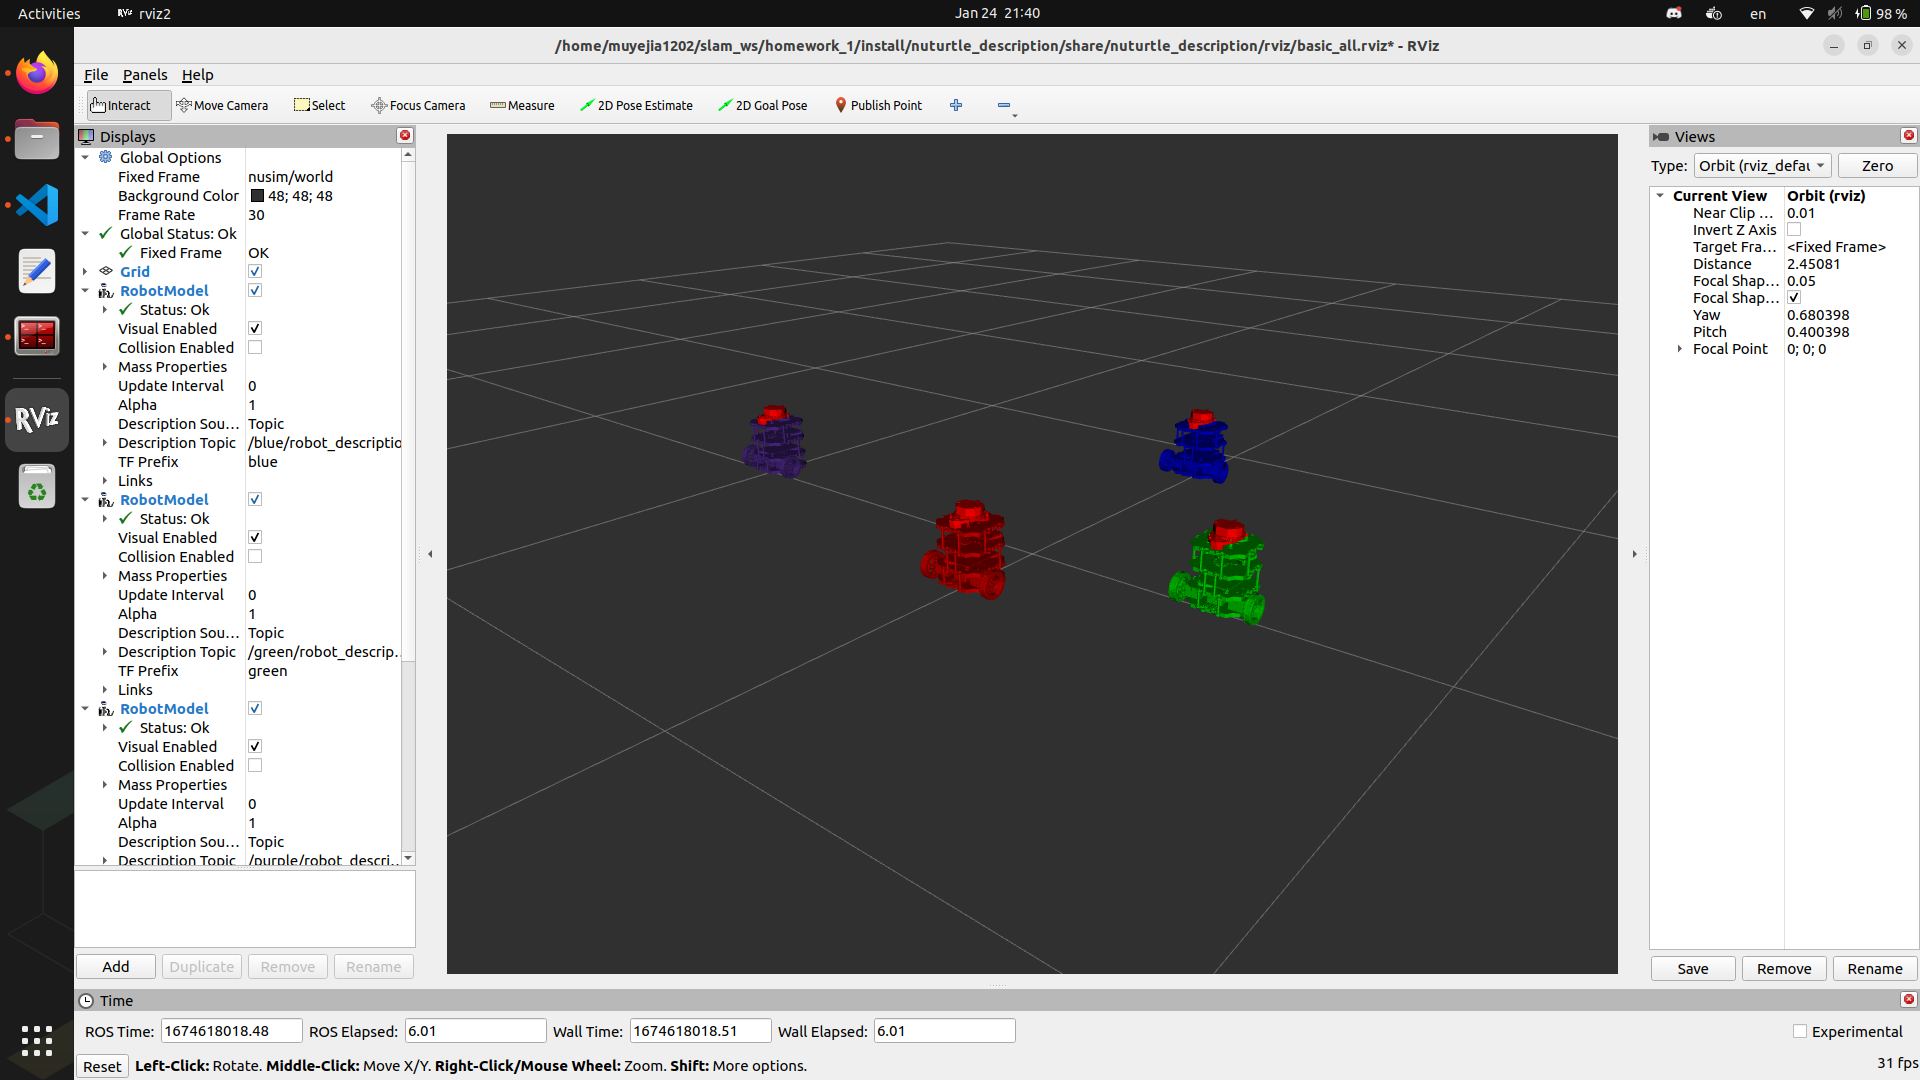 Activities
RViz rviz2
Jan 24 21:40
en
98 %
/home/muyejia1202/slam_ws/homework_1/install/nuturtle_description/share/nuturtle_description/rviz/basic_all.rviz* - RViz
File Panels Help
Interact Move Camera Select Focus Camera Measure 2D Pose Estimate 2D Goal Pose Publish Point
RViz
Displays
Global Options
Fixed Frame nusim/world
Background Color 48; 48; 48
Frame Rate 30
Global Status: Ok
Fixed Frame OK
Grid
RobotModel
Status: Ok
Visual Enabled
Collision Enabled
Mass Properties
Update Interval 0
Alpha 1
Description Sou... Topic
Description Topic /blue/robot_descriptio
TF Prefix blue
Links
RobotModel
Status: Ok
Visual Enabled
Collision Enabled
Mass Properties
Update Interval 0
Alpha 1
Description Sou... Topic
Description Topic /green/robot_descrip...
TF Prefix green
Links
RobotModel
Status: Ok
Visual Enabled
Collision Enabled
Mass Properties
Update Interval 0
Alpha 1
Description Sou... Topic
Description Topic /purple/robot_descri...
Add Duplicate Remove Rename
Views
Type: Orbit (rviz_defau Zero
Current View Orbit (rviz)
Near Clip ... 0.01
Invert Z Axis
Target Fra... <Fixed Frame>
Distance 2.45081
Focal Shap... 0.05
Focal Shap...
Yaw 0.680398
Pitch 0.400398
Focal Point 0; 0; 0
Save Remove Rename
Time
ROS Time: 1674618018.48 ROS Elapsed: 6.01 Wall Time: 1674618018.51 Wall Elapsed: 6.01 Experimental
Reset Left-Click: Rotate. Middle-Click: Move X/Y. Right-Click/Mouse Wheel: Zoom. Shift: More options. 31 fps